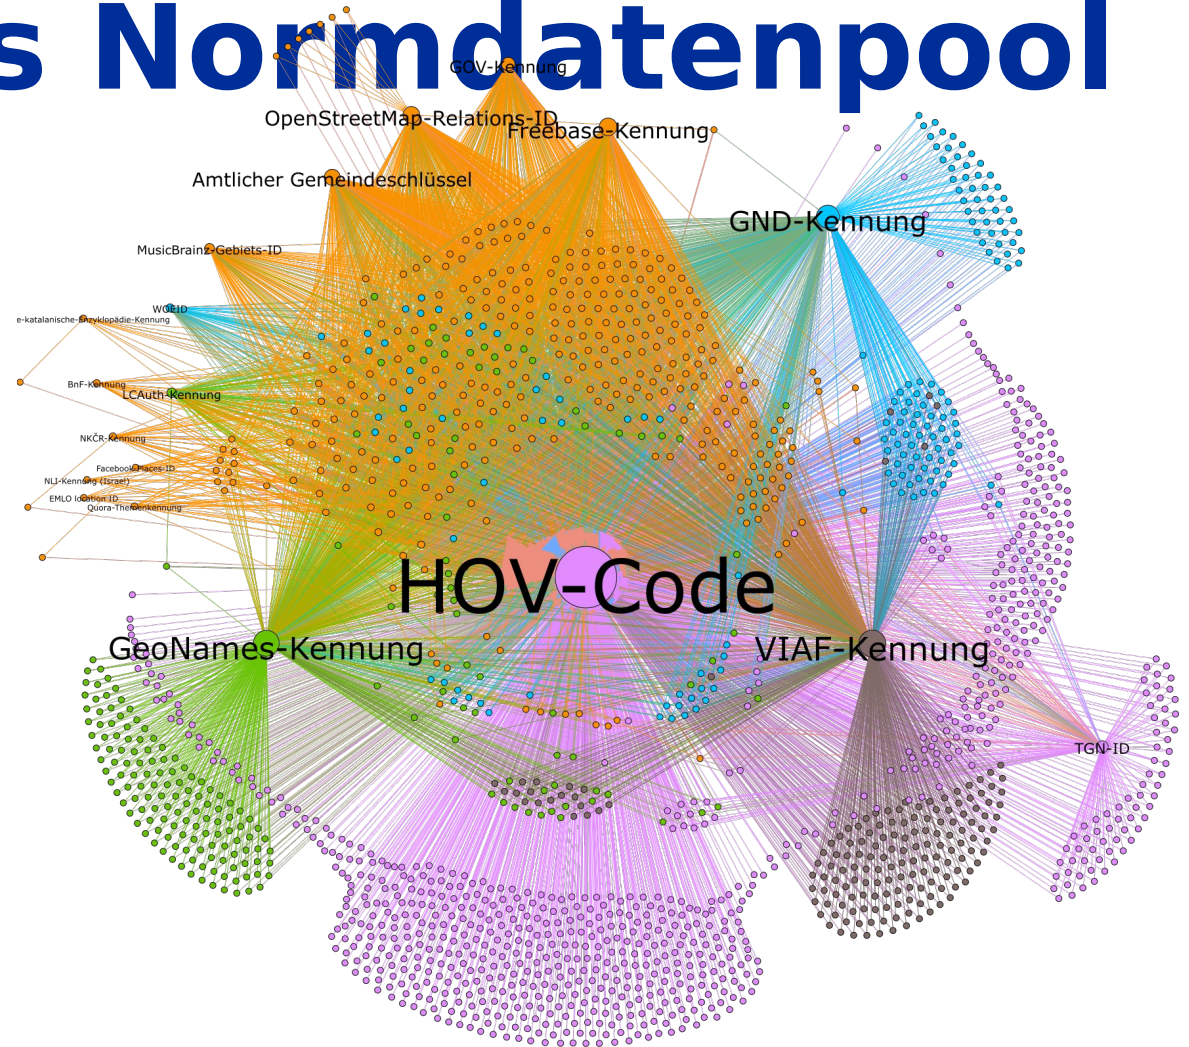 s Normdatenpool
GOV-Kennung
OpenStreetMap-Relations-ID
Freebase-Kennung
Amtlicher Gemeindeschlüssel
GND-Kennung
MusicBrainz-Gebiets-ID
WOEID
e-katalanische-Enzyklopädie-Kennung
BnF-Kennung
LCAuth-Kennung
NKČR-Kennung
Facebook-Places-ID
NLI-Kennung (Israel)
EMLO location ID
Quora-Themenkennung
HOV-Code
GeoNames-Kennung
VIAF-Kennung
TGN-ID